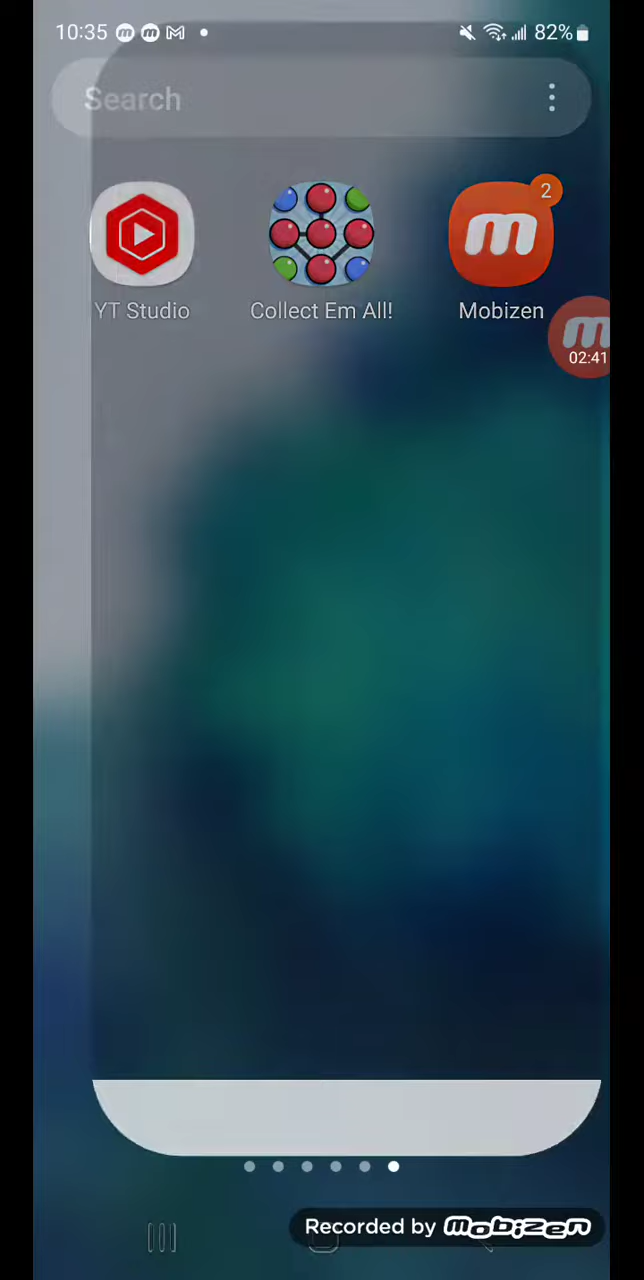 10:35 82%
Search
2
YT Studio Collect Em All! Mobizen
02:41
Recorded by mobizen